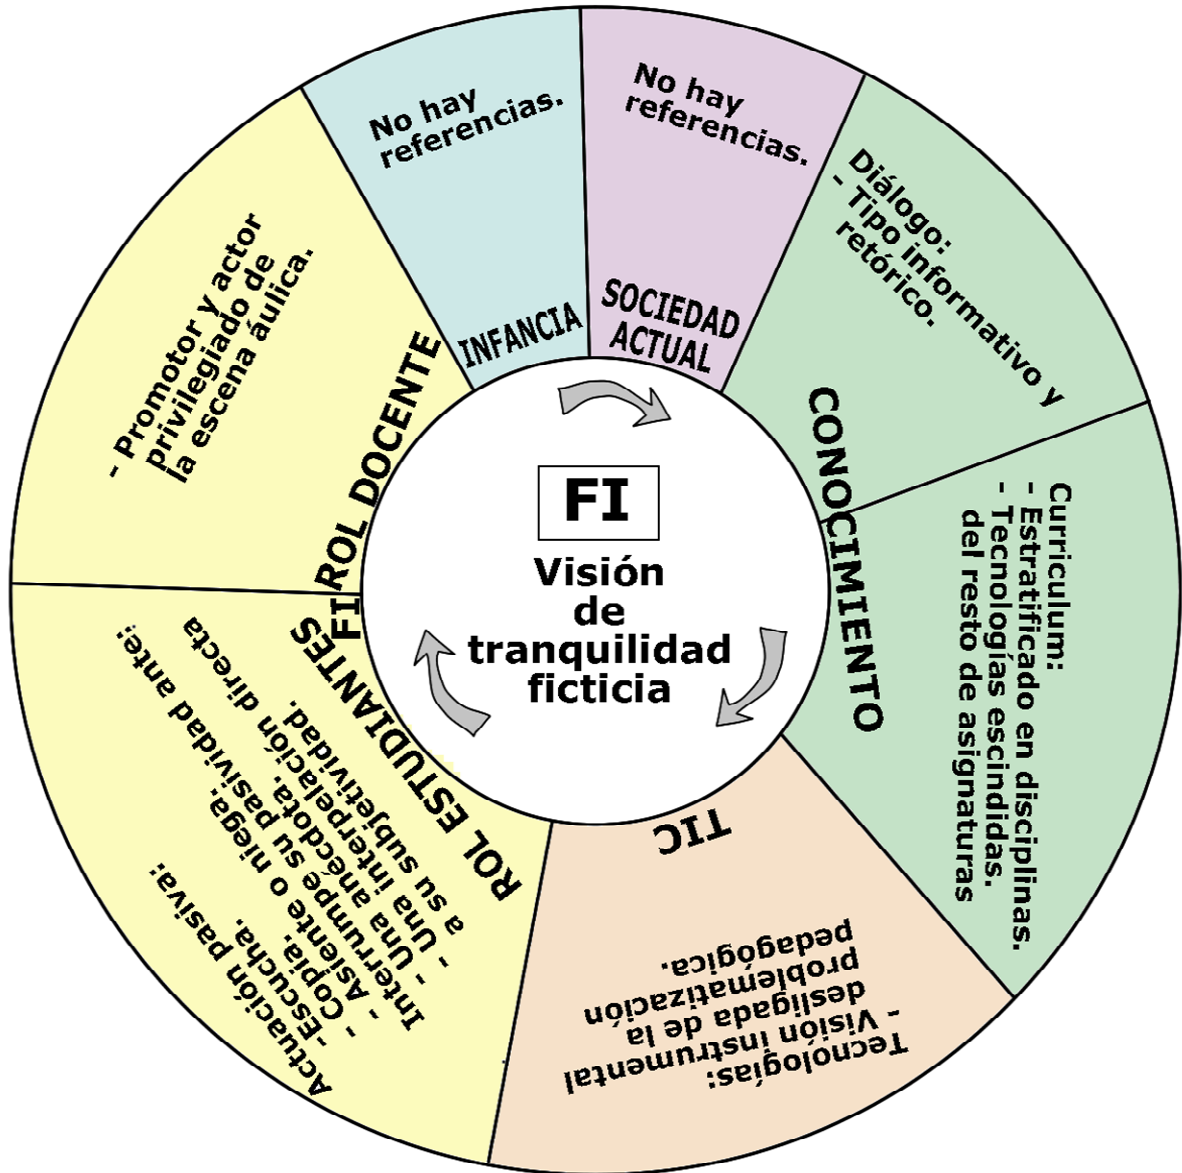 FI
Visión
de
tranquilidad
ficticia
INFANCIA
No hay
referencias.
SOCIEDAD
ACTUAL
No hay
referencias.
CONOCIMIENTO
Diálogo:
- Tipo informativo y
retórico.
Curriculum:
- Estratificado en disciplinas.
- Tecnologías escindidas.
del resto de asignaturas
TIC
Tecnologías:
- Visión instrumental
desligada de la
problematización
pedagógica.
ROL ESTUDIANTES
Actuación pasiva:
-Escucha.
- Copia.
- Asiente o niega.
Interrumpe su pasividad ante:
- Una anécdota.
- Una interpelación directa
a su subjetividad.
FI
ROL DOCENTE
- Promotor y actor
privilegiado de
la escena áulica.